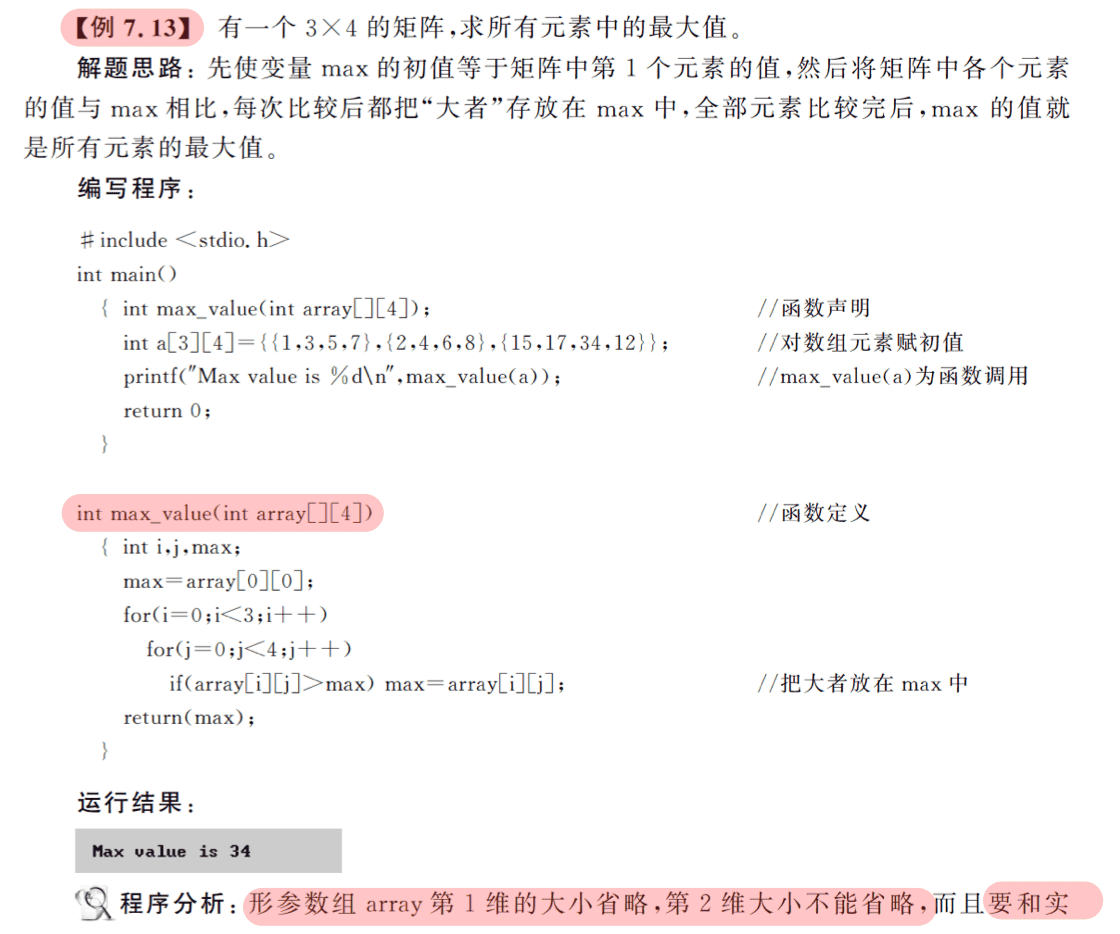 【例 7.13】 有一个 3×4 的矩阵,求所有元素中的最大值。
解题思路: 先使变量 max 的初值等于矩阵中第 1 个元素的值,然后将矩阵中各个元素
的值与 max 相比,每次比较后都把“大者”存放在 max 中,全部元素比较完后,max 的值就
是所有元素的最大值。
编写程序:
#include <stdio.h>
int main()
{ int max_value(int array[][4]); //函数声明
int a[3][4]={{1,3,5,7},{2,4,6,8},{15,17,34,12}}; //对数组元素赋初值
printf("Max value is %d\n",max_value(a)); //max_value(a)为函数调用
return 0;
}
int max_value(int array[][4]) //函数定义
{ int i,j,max;
max=array[0][0];
for(i=0;i<3;i++)
for(j=0;j<4;j++)
if(array[i][j]>max) max=array[i][j]; //把大者放在 max 中
return(max);
}
运行结果:
Max value is 34
程序分析: 形参数组 array 第 1 维的大小省略,第 2 维大小不能省略,而且要和实